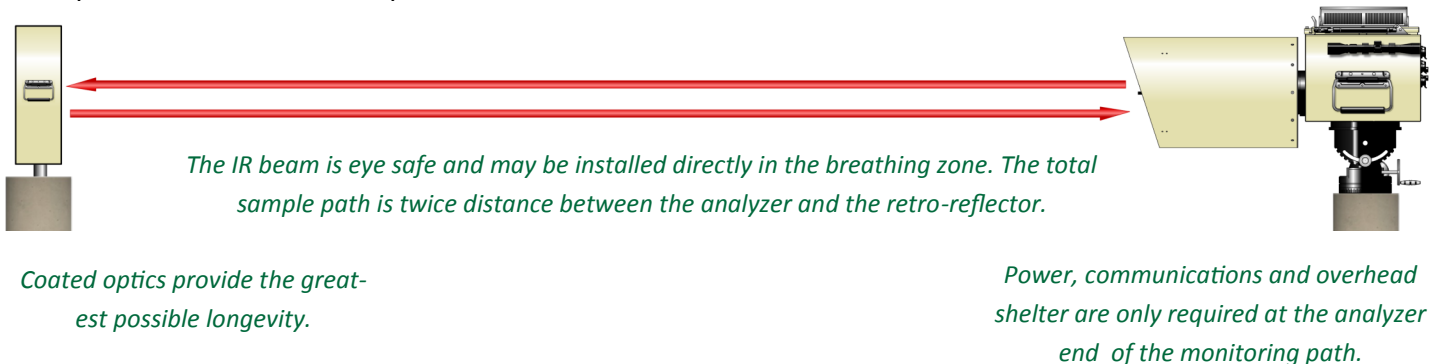 The IR beam is eye safe and may be installed directly in the breathing zone. The total
sample path is twice distance between the analyzer and the retro-reflector.
Coated optics provide the great-
est possible longevity.
Power, communications and overhead
shelter are only required at the analyzer
end of the monitoring path.